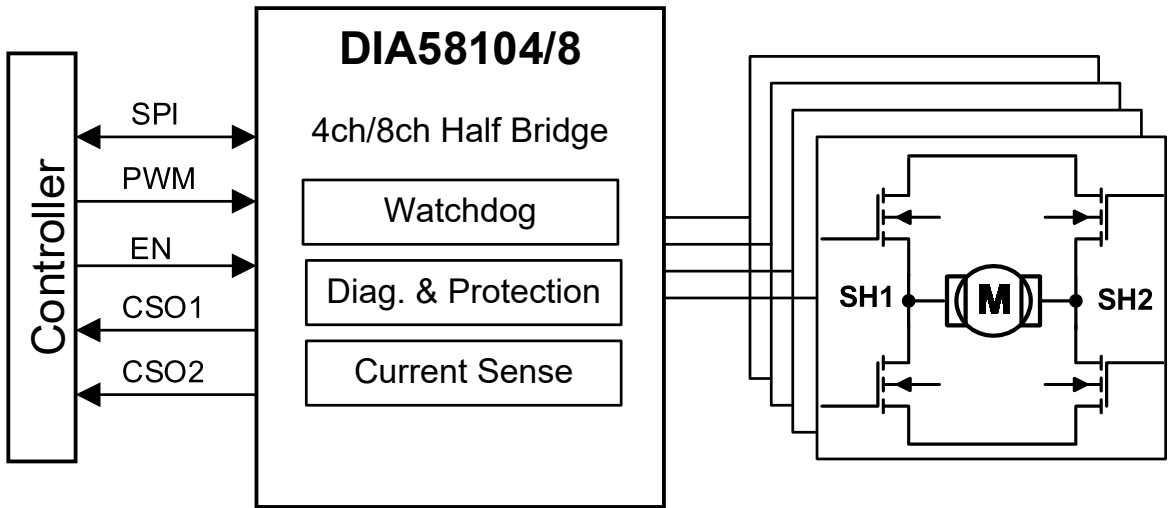 DIA58104/8
4ch/8ch Half Bridge
Watchdog
Diag. & Protection
Current Sense
Controller
SPI
PWM
EN
CSO1
CSO2
SH1
M
SH2